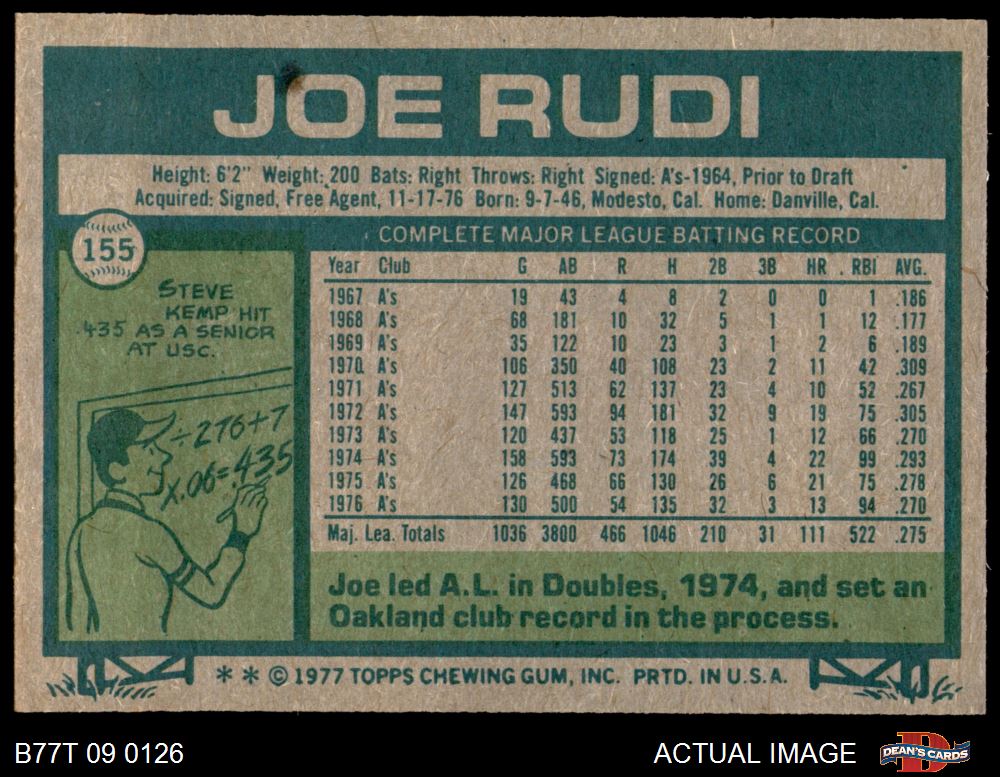 JOE RUDI
Height: 6'2" Weight: 200 Bats: Right Throws: Right Signed: A's-1964, Prior to Draft
Acquired: Signed, Free Agent, 11-17-76 Born: 9-7-46, Modesto, Cal. Home: Danville, Cal.
155
STEVE
KEMP HIT
.435 AS A SENIOR
AT USC.
÷276+7
X.06=.435
COMPLETE MAJOR LEAGUE BATTING RECORD
Year Club G AB R H 2B 3B HR RBI AVG.
1967 A's 19 43 4 8 2 0 0 1 .186
1968 A's 68 181 10 32 5 1 1 12 .177
1969 A's 35 122 10 23 3 1 2 6 .189
1970 A's 106 350 40 108 23 2 11 42 .309
1971 A's 127 513 62 137 23 4 10 52 .267
1972 A's 147 593 94 181 32 9 19 75 .305
1973 A's 120 437 53 118 25 1 12 66 .270
1974 A's 158 593 73 174 39 4 22 99 .293
1975 A's 126 468 66 130 26 6 21 75 .278
1976 A's 130 500 54 135 32 3 13 94 .270
Maj. Lea. Totals 1036 3800 466 1046 210 31 111 522 .275
Joe led A.L. in Doubles, 1974, and set an
Oakland club record in the process.
* * © 1977 TOPPS CHEWING GUM, INC. PRTD. IN U.S.A.
B77T 09 0126
ACTUAL IMAGE
DEAN'S CARDS